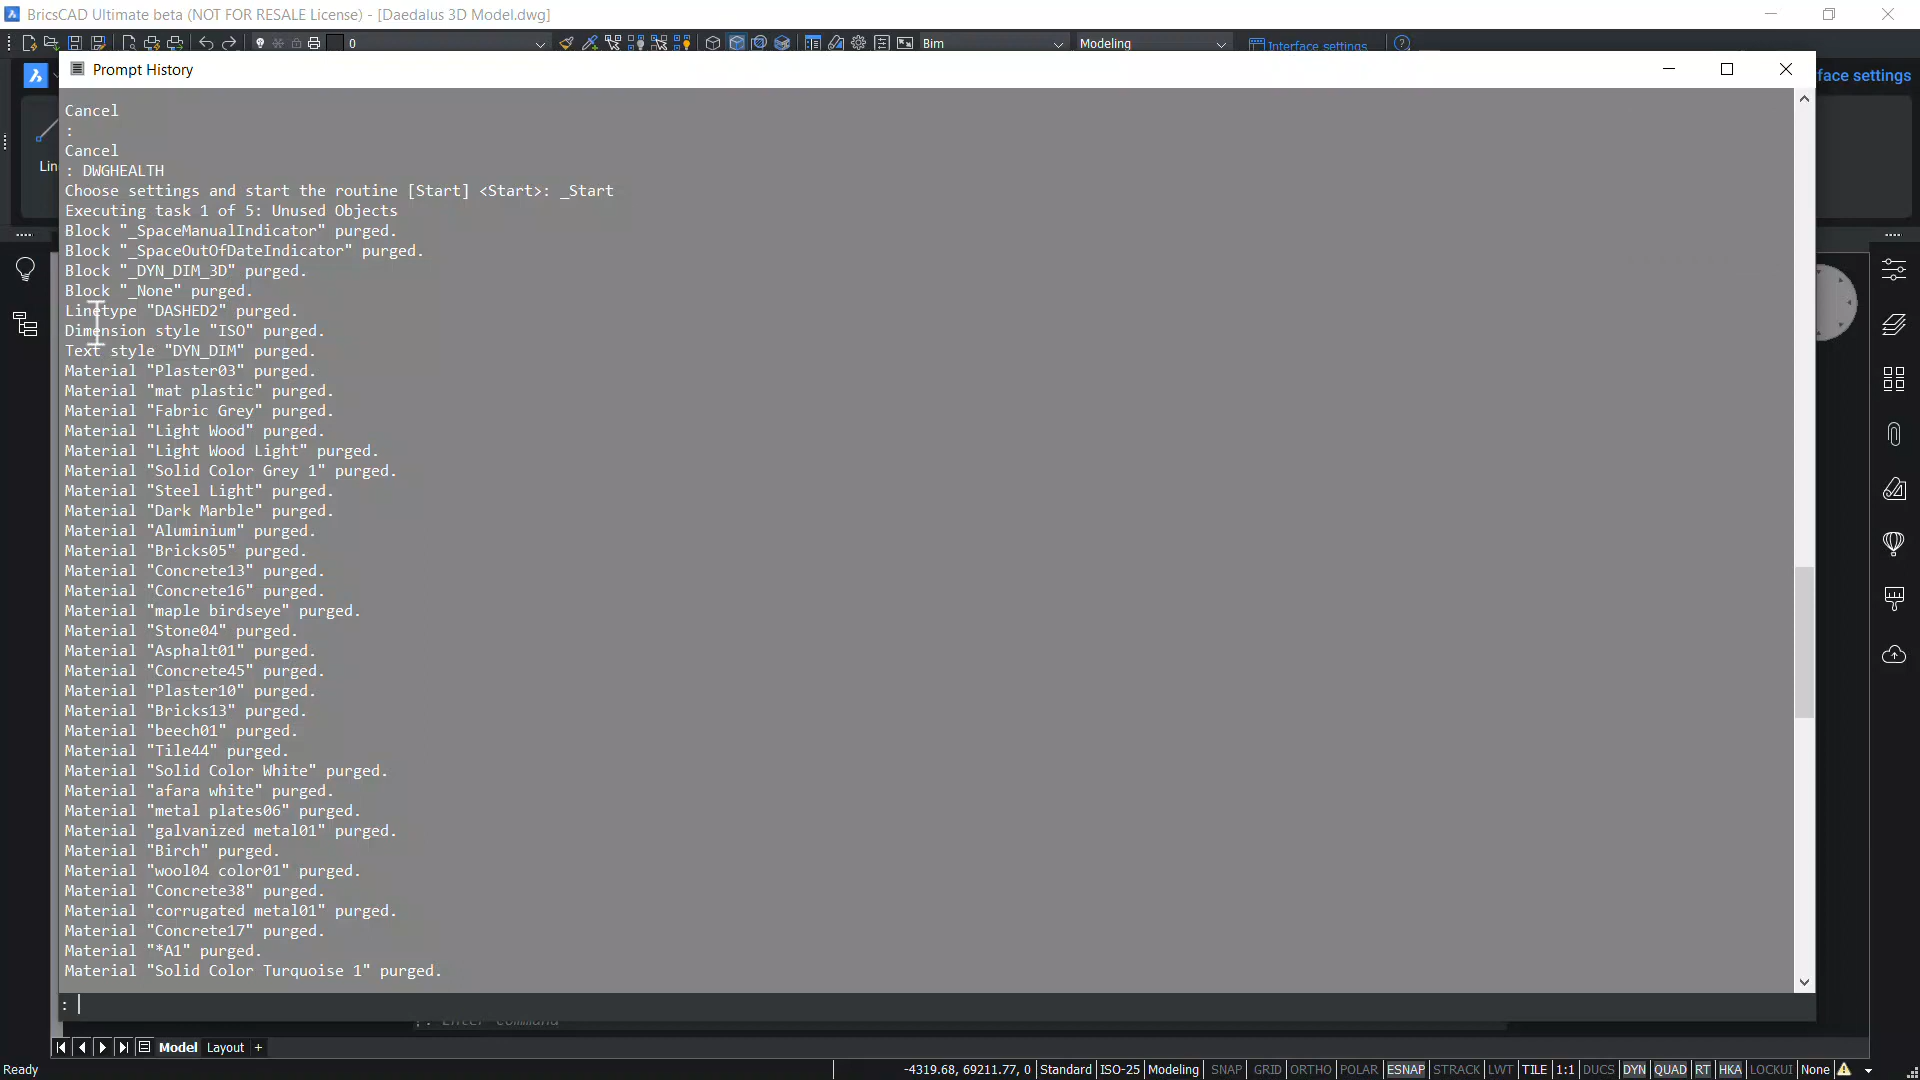 BricsCAD Ultimate beta (NOT FOR RESALE License) - [Daedalus 3D Model.dwg]
0
Bim
Modeling
Interface settings
Prompt History
face settings
Lin
Cancel
:
Cancel
: DWGHEALTH
Choose settings and start the routine [Start] <Start>: _Start
Executing task 1 of 5: Unused Objects
Block "_SpaceManualIndicator" purged.
Block "_SpaceOutOfDateIndicator" purged.
Block "_DYN_DIM_3D" purged.
Block "_None" purged.
Linetype "DASHED2" purged.
Dimension style "ISO" purged.
Text style "DYN_DIM" purged.
Material "Plaster03" purged.
Material "mat plastic" purged.
Material "Fabric Grey" purged.
Material "Light Wood" purged.
Material "Light Wood Light" purged.
Material "Solid Color Grey 1" purged.
Material "Steel Light" purged.
Material "Dark Marble" purged.
Material "Aluminium" purged.
Material "Bricks05" purged.
Material "Concrete13" purged.
Material "Concrete16" purged.
Material "maple birdseye" purged.
Material "Stone04" purged.
Material "Asphalt01" purged.
Material "Concrete45" purged.
Material "Plaster10" purged.
Material "Bricks13" purged.
Material "beech01" purged.
Material "Tile44" purged.
Material "Solid Color White" purged.
Material "afara white" purged.
Material "metal plates06" purged.
Material "galvanized metal01" purged.
Material "Birch" purged.
Material "wool04 color01" purged.
Material "Concrete38" purged.
Material "corrugated metal01" purged.
Material "Concrete17" purged.
Material "*A1" purged.
Material "Solid Color Turquoise 1" purged.
:
: Enter command
Model Layout +
Ready -4319.68, 69211.77, 0 Standard ISO-25 Modeling SNAP GRID ORTHO POLAR ESNAP STRACK LWT TILE 1:1 DUCS DYN QUAD RT HKA LOCKUI None